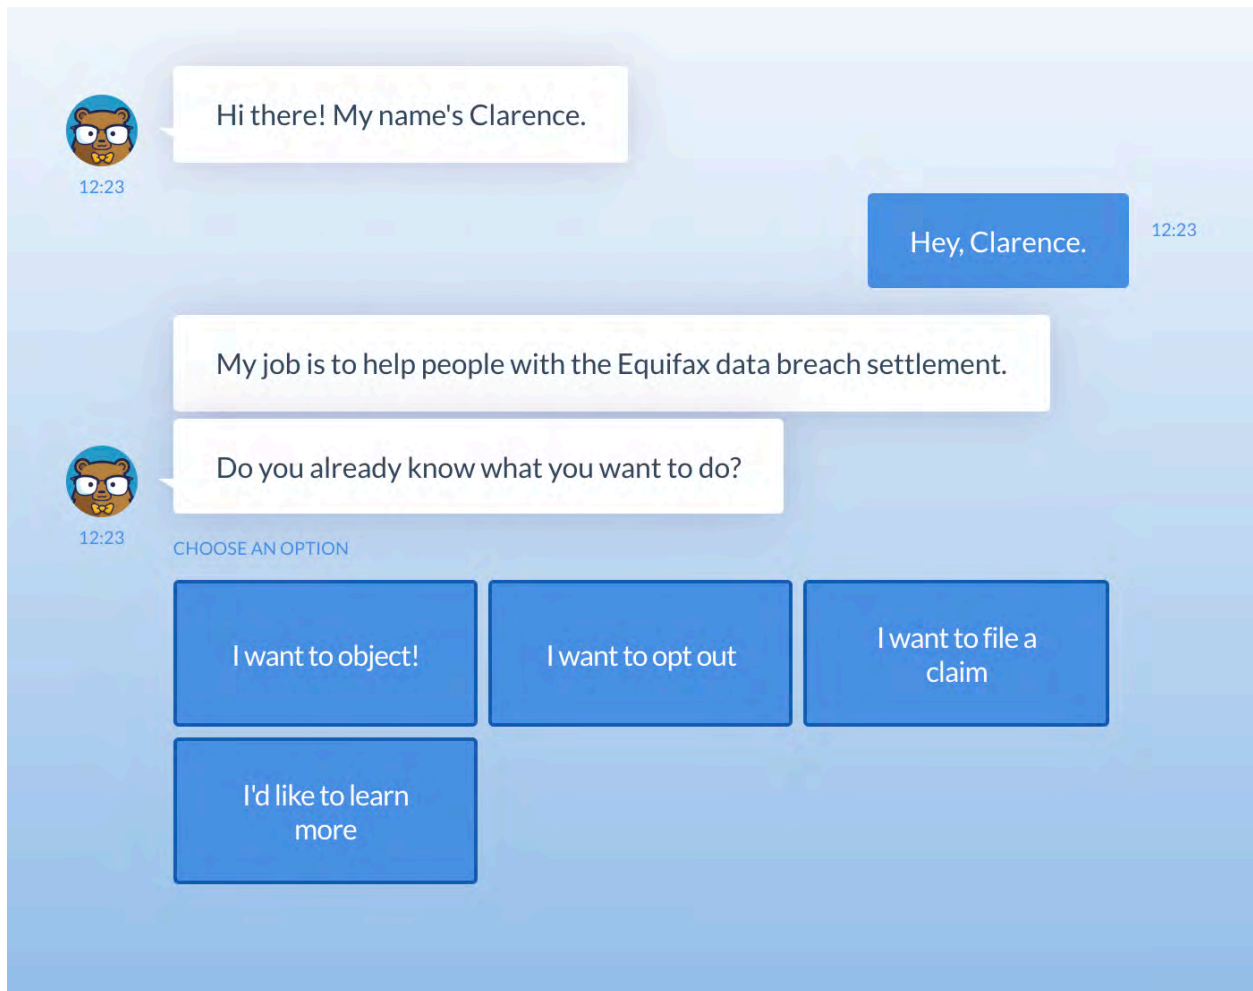 Hi there! My name's Clarence.
12:23
Hey, Clarence.
12:23
My job is to help people with the Equifax data breach settlement.
Do you already know what you want to do?
12:23
CHOOSE AN OPTION
I want to object!
I want to opt out
I want to file a
claim
I'd like to learn
more